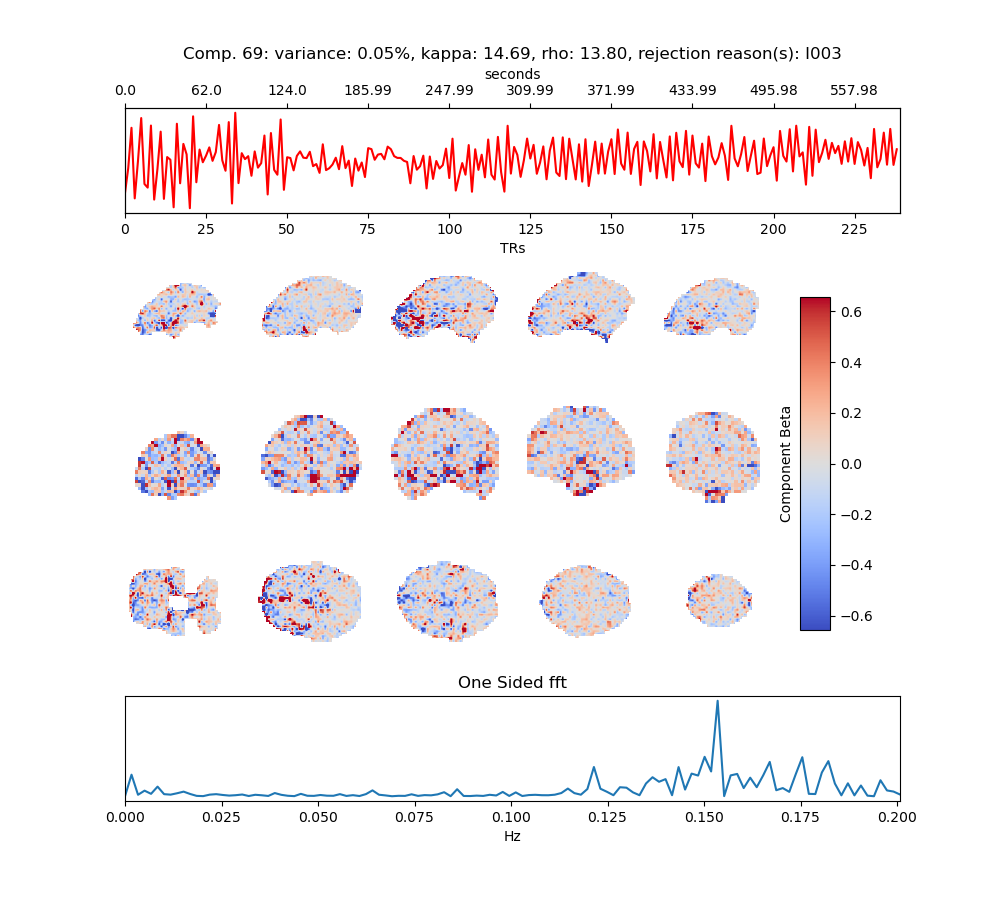 Comp. 69: variance: 0.05%, kappa: 14.69, rho: 13.80, rejection reason(s): I003
seconds
0.0 62.0 124.0 185.99 247.99 309.99 371.99 433.99 495.98 557.98
0 25 50 75 100 125 150 175 200 225
TRs
0.6
0.4
0.2
0.0
−0.2
−0.4
−0.6
Component Beta
One Sided fft
0.000 0.025 0.050 0.075 0.100 0.125 0.150 0.175 0.200
Hz